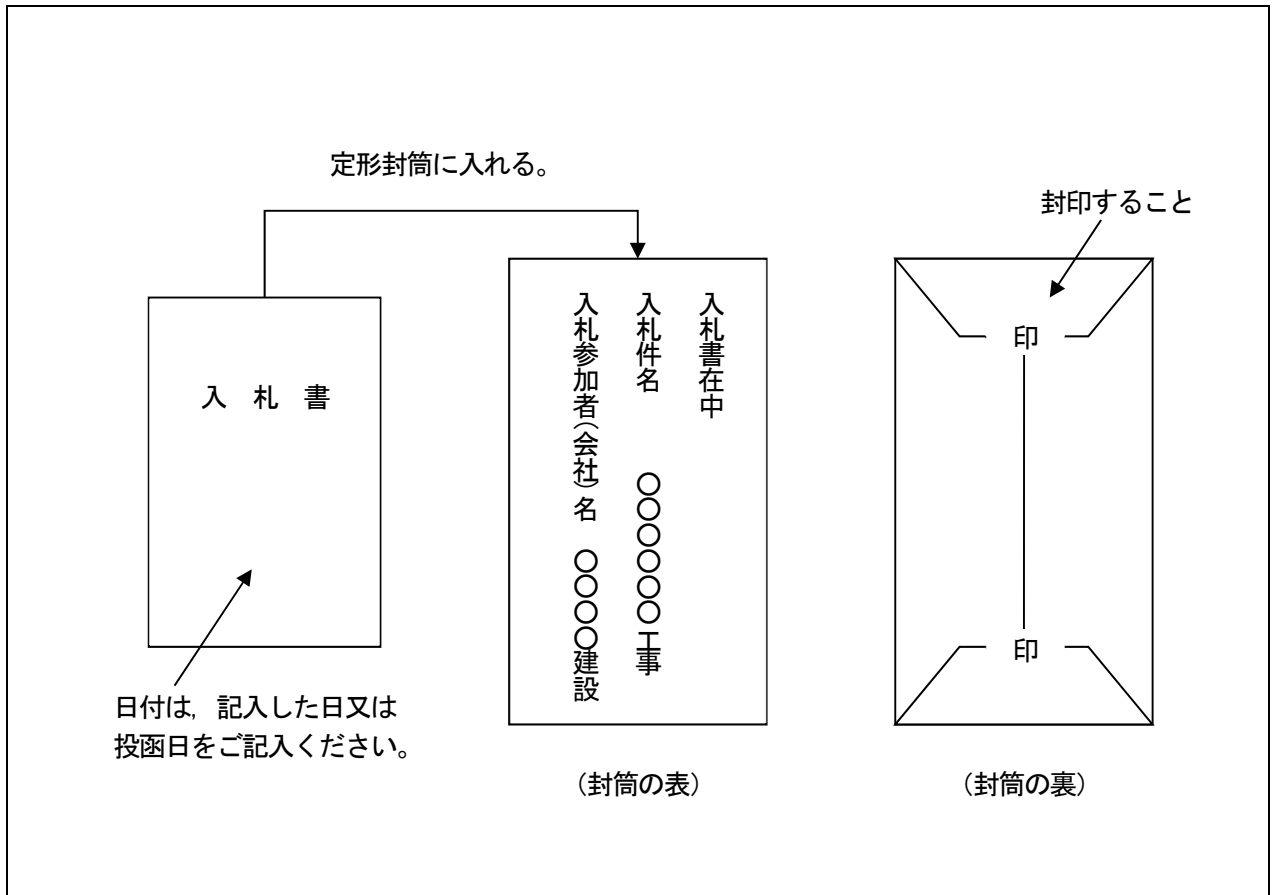 定形封筒に入れる。
封印すること
入　札　書
日付は，記入した日又は
投函日をご記入ください。
入札書在中
入札件名　　〇〇〇〇〇〇工事
入札参加者（会社）名　〇〇〇〇建設
（封筒の表）
印
印
（封筒の裏）